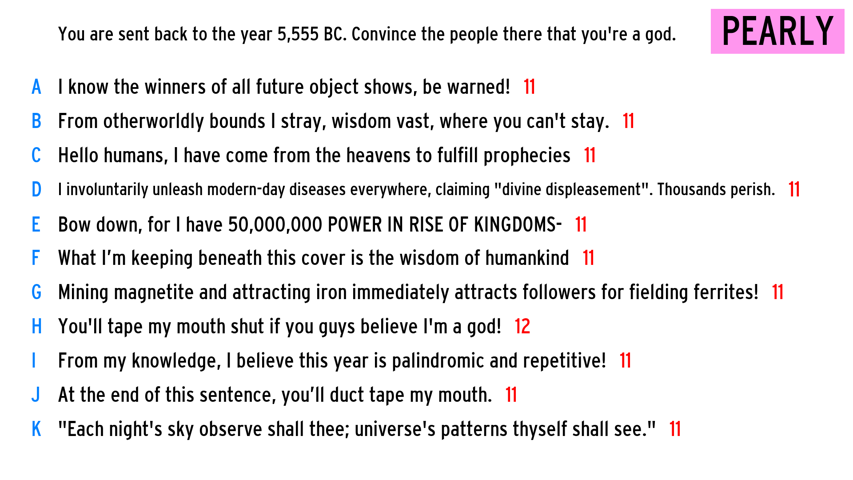 You are sent back to the year 5,555 BC. Convince the people there that you're a god.
PEARLY
A I know the winners of all future object shows, be warned! 11
B From otherworldly bounds I stray, wisdom vast, where you can't stay. 11
C Hello humans, I have come from the heavens to fulfill prophecies 11
D I involuntarily unleash modern-day diseases everywhere, claiming "divine displeasement". Thousands perish. 11
E Bow down, for I have 50,000,000 POWER IN RISE OF KINGDOMS- 11
F What I’m keeping beneath this cover is the wisdom of humankind 11
G Mining magnetite and attracting iron immediately attracts followers for fielding ferrites! 11
H You'll tape my mouth shut if you guys believe I'm a god! 12
I From my knowledge, I believe this year is palindromic and repetitive! 11
J At the end of this sentence, you’ll duct tape my mouth. 11
K "Each night's sky observe shall thee; universe's patterns thyself shall see." 11